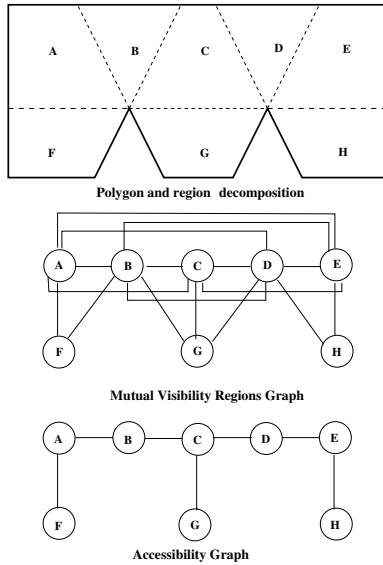 A B C D E
F G H
Polygon and region decomposition
A B C D E
F G H
Mutual Visibility Regions Graph
A B C D E
F G H
Accessibility Graph